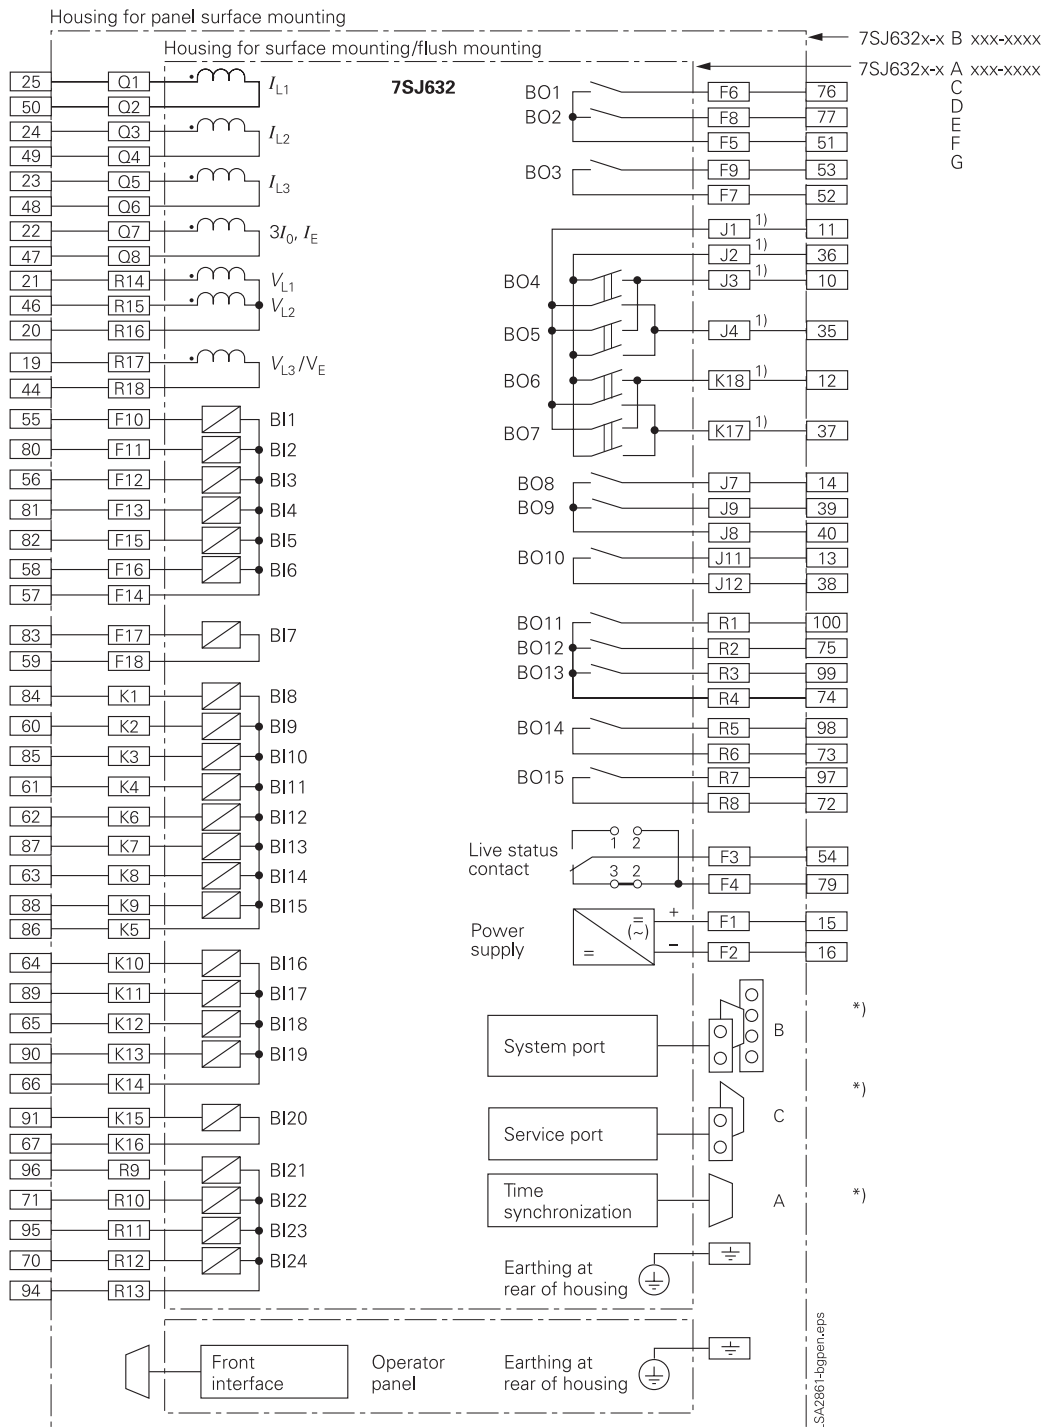 Housing for panel surface mounting
7SJ632x-x B xxx-xxxx
Housing for surface mounting/flush mounting
7SJ632x-x A xxx-xxxx
C
D
E
F
G
7SJ632
25 Q1 IL1
50 Q2
24 Q3 IL2
49 Q4
23 Q5 IL3
48 Q6
22 Q7 3I0, IE
47 Q8
21 R14 VL1
46 R15 VL2
20 R16
19 R17 VL3/VE
44 R18
55 F10 BI1
80 F11 BI2
56 F12 BI3
81 F13 BI4
82 F15 BI5
58 F16 BI6
57 F14
83 F17 BI7
59 F18
84 K1 BI8
60 K2 BI9
85 K3 BI10
61 K4 BI11
62 K6 BI12
87 K7 BI13
63 K8 BI14
88 K9 BI15
86 K5
64 K10 BI16
89 K11 BI17
65 K12 BI18
90 K13 BI19
66 K14
91 K15 BI20
67 K16
96 R9 BI21
71 R10 BI22
95 R11 BI23
70 R12 BI24
94 R13
BO1 F6 76
BO2 F8 77
F5 51
BO3 F9 53
F7 52
J1 1) 11
J2 1) 36
BO4 J3 1) 10
BO5 J4 1) 35
BO6 K18 1) 12
BO7 K17 1) 37
BO8 J7 14
BO9 J9 39
J8 40
BO10 J11 13
J12 38
BO11 R1 100
BO12 R2 75
BO13 R3 99
R4 74
BO14 R5 98
R6 73
BO15 R7 97
R8 72
Live status
contact
1 2
3 2
F3 54
F4 79
Power
supply
= (~)
=
+ F1 15
− F2 16
System port B *)
Service port C *)
Time
synchronization A *)
Earthing at
rear of housing
Front
interface
Operator
panel
Earthing at
rear of housing
.SA2861-bgpen.eps